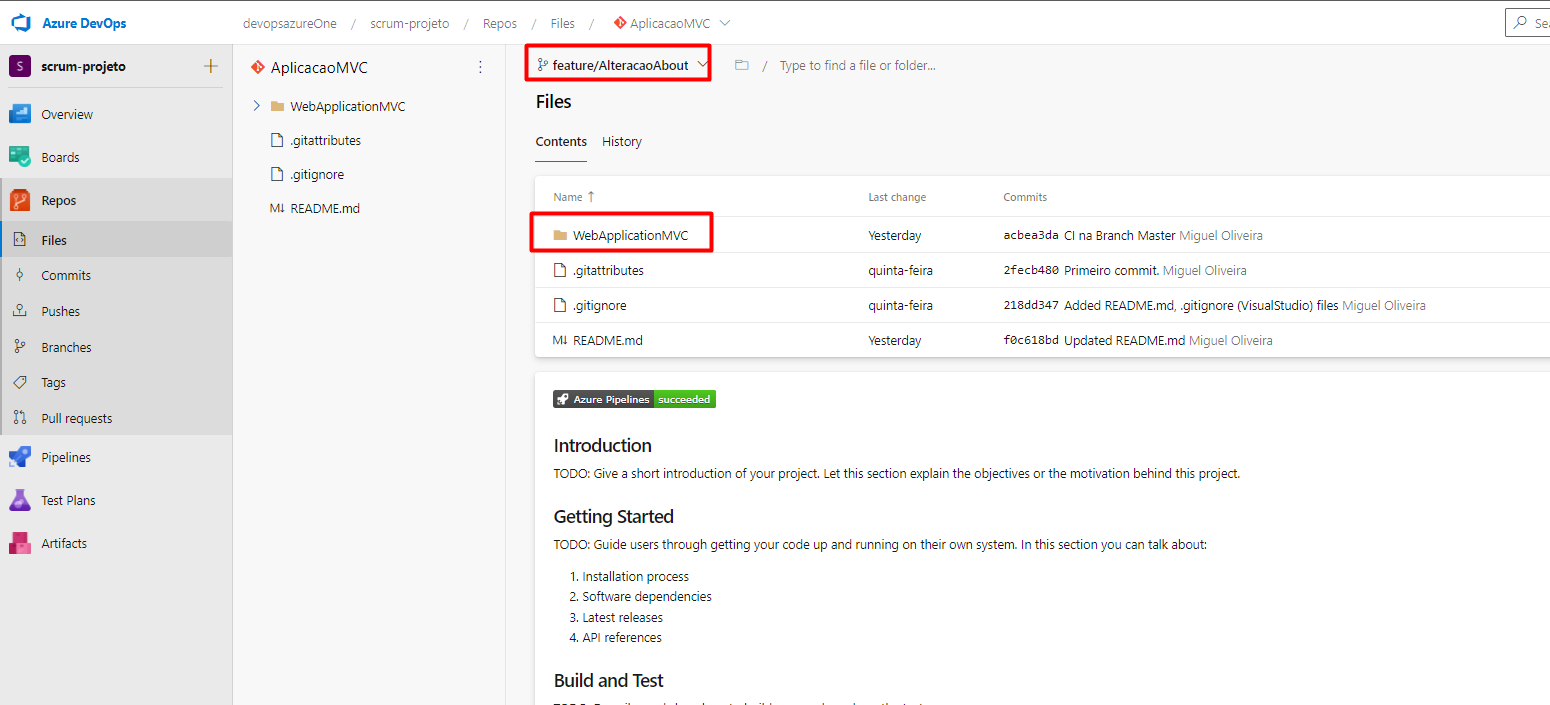 Azure DevOps
devopsazureOne / scrum-projeto / Repos / Files / AplicacaoMVC
Sea
S scrum-projeto
Overview
Boards
Repos
Files
Commits
Pushes
Branches
Tags
Pull requests
Pipelines
Test Plans
Artifacts
AplicacaoMVC
WebApplicationMVC
.gitattributes
.gitignore
README.md
feature/AlteracaoAbout / Type to find a file or folder...
Files
Contents History
Name ↑ Last change Commits
WebApplicationMVC Yesterday acbea3da CI na Branch Master Miguel Oliveira
.gitattributes quinta-feira 2fecb480 Primeiro commit. Miguel Oliveira
.gitignore quinta-feira 218dd347 Added README.md, .gitignore (VisualStudio) files Miguel Oliveira
README.md Yesterday f0c618bd Updated README.md Miguel Oliveira
Azure Pipelines succeeded
Introduction
TODO: Give a short introduction of your project. Let this section explain the objectives or the motivation behind this project.
Getting Started
TODO: Guide users through getting your code up and running on their own system. In this section you can talk about:
1. Installation process
2. Software dependencies
3. Latest releases
4. API references
Build and Test